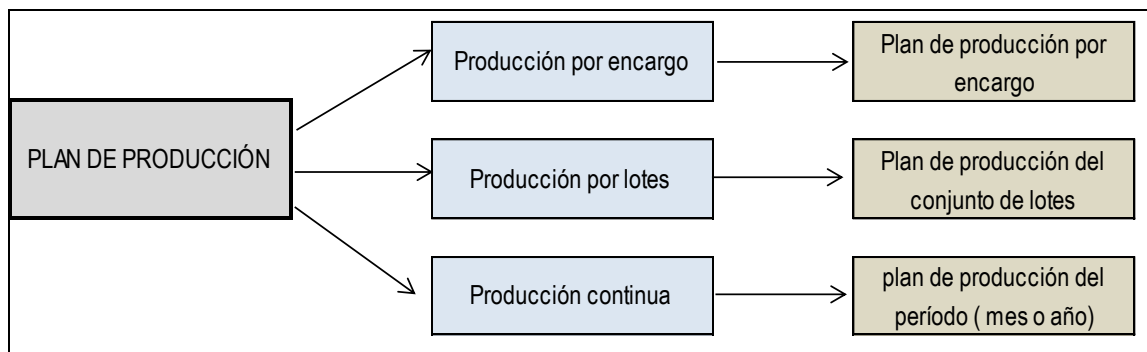 PLAN DE PRODUCCIÓN
Producción por encargo
Plan de producción por
encargo
Producción por lotes
Plan de producción del
conjunto de lotes
Producción continua
plan de producción del
período ( mes o año)